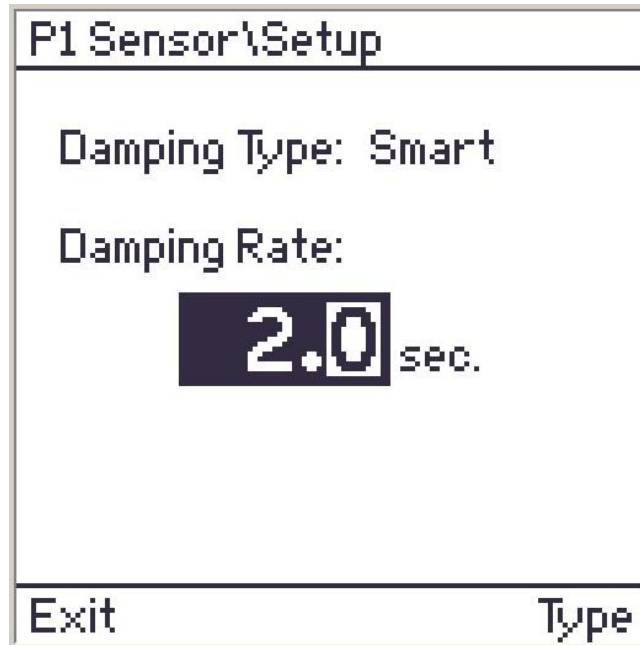 P1 Sensor\Setup
Damping Type: Smart
Damping Rate:
2.0 sec.
Exit Type